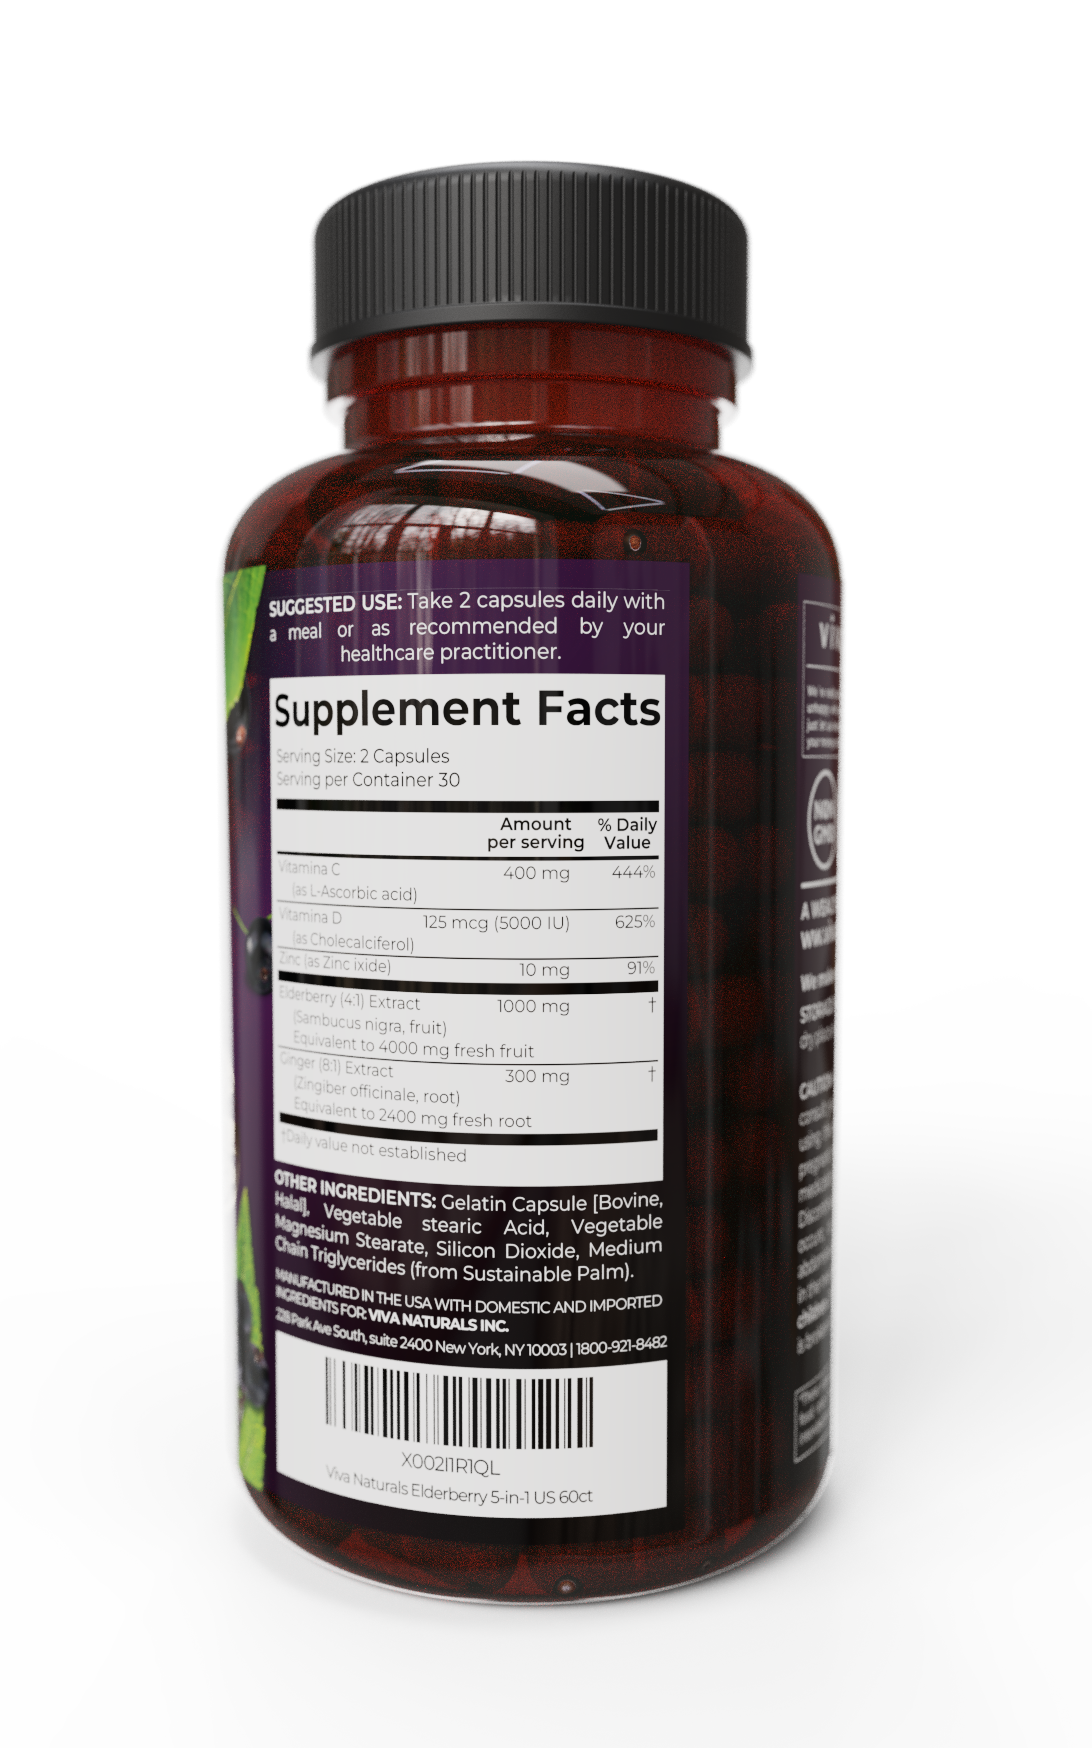 SUGGESTED USE: Take 2 capsules daily with
a meal or as recommended by your
healthcare practitioner.
Supplement Facts
Serving Size: 2 Capsules
Serving per Container 30
Amount per serving
% Daily Value
Vitamina C 400 mg 444%
(as L-Ascorbic acid)
Vitamina D 125 mcg (5000 IU) 625%
(as Cholecalciferol)
Zinc (as Zinc ixide) 10 mg 91%
Elderberry (4:1) Extract 1000 mg †
(Sambucus nigra, fruit)
Equivalent to 4000 mg fresh fruit
Ginger (8:1) Extract 300 mg †
(Zingiber officinale, root)
Equivalent to 2400 mg fresh root
†Daily value not established
OTHER INGREDIENTS: Gelatin Capsule [Bovine,
Halal], Vegetable stearic Acid, Vegetable
Magnesium Stearate, Silicon Dioxide, Medium
Chain Triglycerides (from Sustainable Palm).
MANUFACTURED IN THE USA WITH DOMESTIC AND IMPORTED
INGREDIENTS FOR: VIVA NATURALS INC.
228 Park Ave South, suite 2400 New York, NY 10003 | 1800-921-8482
X002I1R1QL
Viva Naturals Elderberry 5-in-1 US 60ct
NON
GMO
We